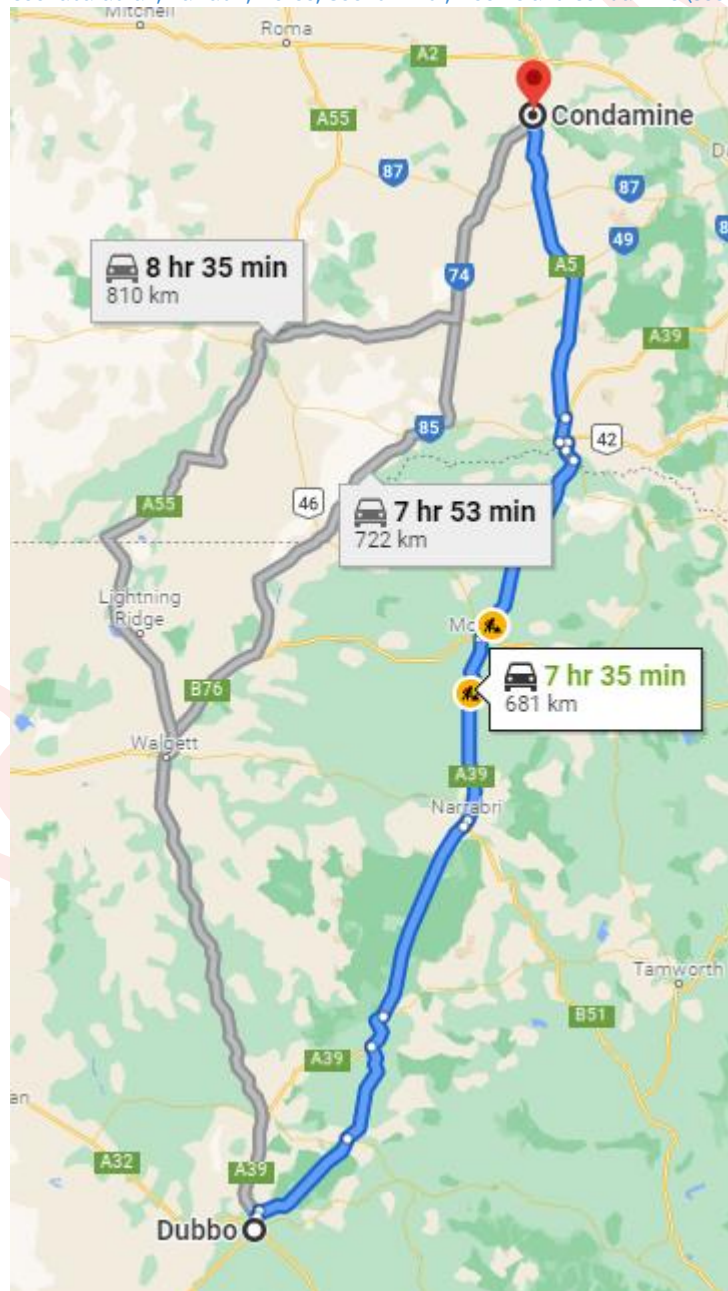 Mitchell
Roma
A2
A55
Condamine
87
87
49
8 hr 35 min
810 km
74
A5
A39
85
42
A55
46
7 hr 53 min
722 km
Lightning
Ridge
7 hr 35 min
681 km
B76
Walgett
A39
Narrabri
Tamworth
B51
A39
A32
A39
Dubbo